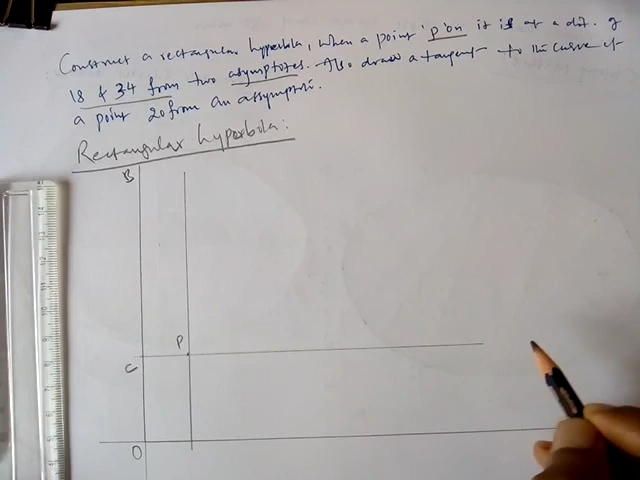 Construct a rectangular hyperbola, when a point 'P' on it is at a dist. of
18 & 34 from two asymptotes. Also draw a tangent to the curve at
a point 20 from an assymptote.
Rectangular hyperbola:
B
P
C
O